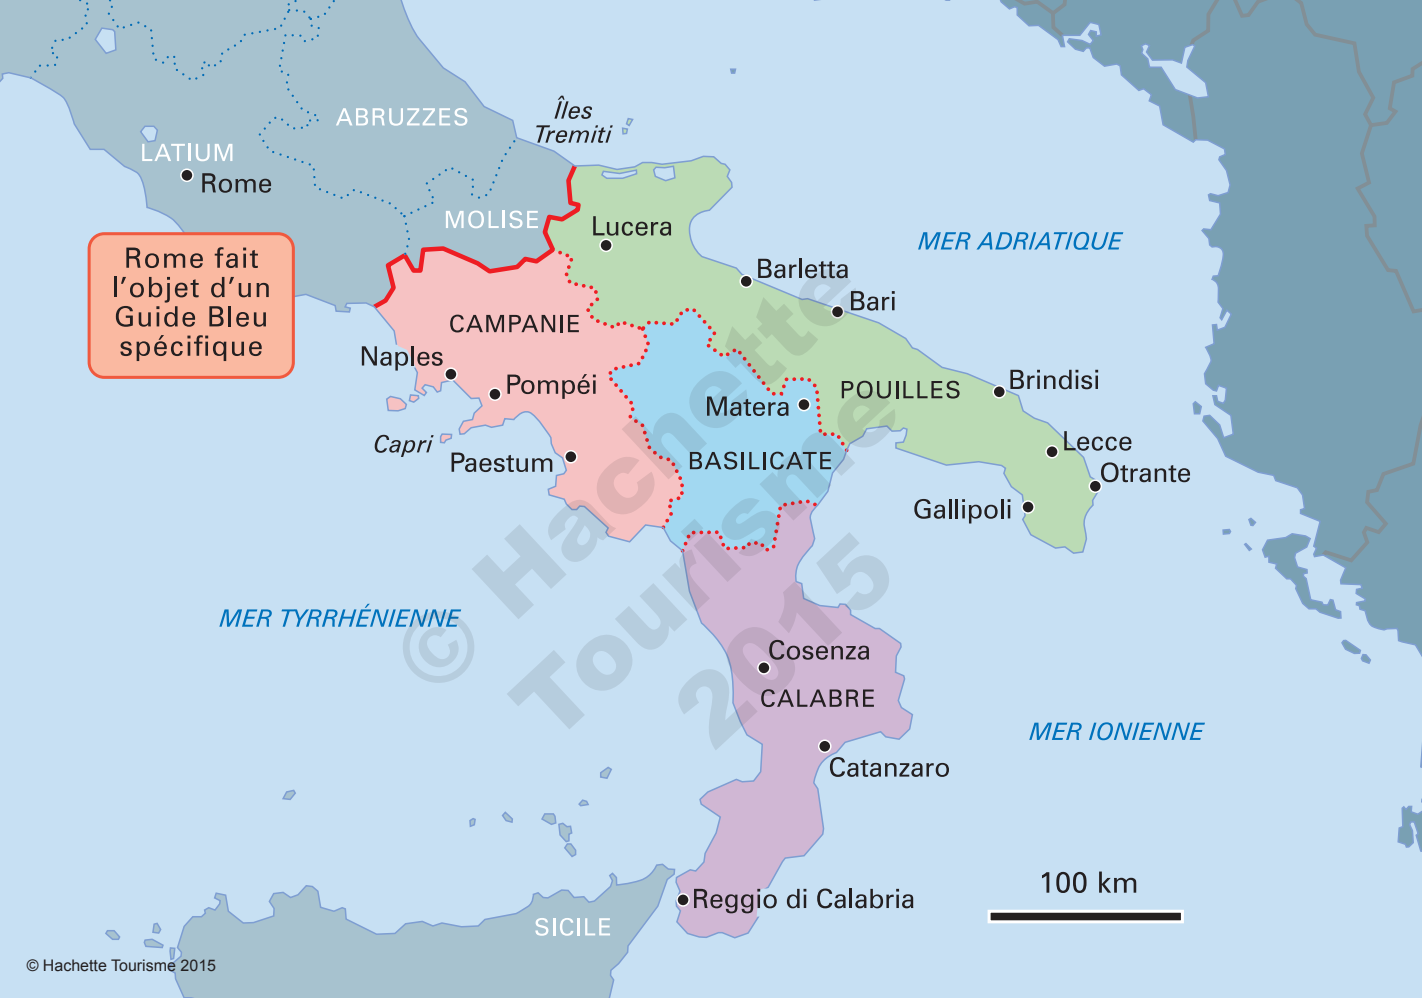 ABRUZZES
Îles
Tremiti
LATIUM
Rome
MOLISE
Lucera
MER ADRIATIQUE
Rome fait
l'objet d'un
Guide Bleu
spécifique
Barletta
Bari
CAMPANIE
Naples
Pompéi
POUILLES
Brindisi
Matera
Capri
Paestum
BASILICATE
Lecce
Otrante
Gallipoli
MER TYRRHÉNIENNE
© Hachette
Tourisme
2015
Cosenza
CALABRE
MER IONIENNE
Catanzaro
100 km
Reggio di Calabria
SICILE
© Hachette Tourisme 2015